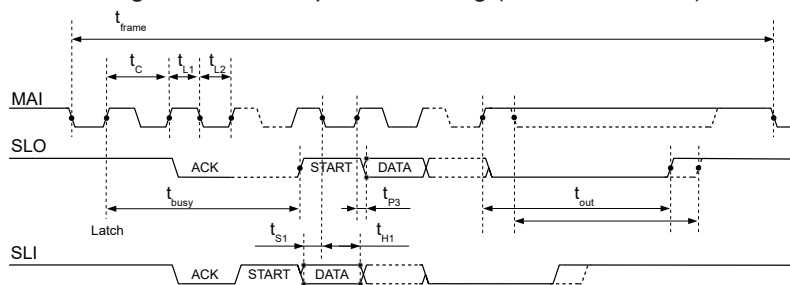 t_frame
t_C t_L1 t_L2
MAI
SLO
ACK START DATA
t_busy t_P3 t_out
Latch t_S1 t_H1
SLI
ACK START DATA